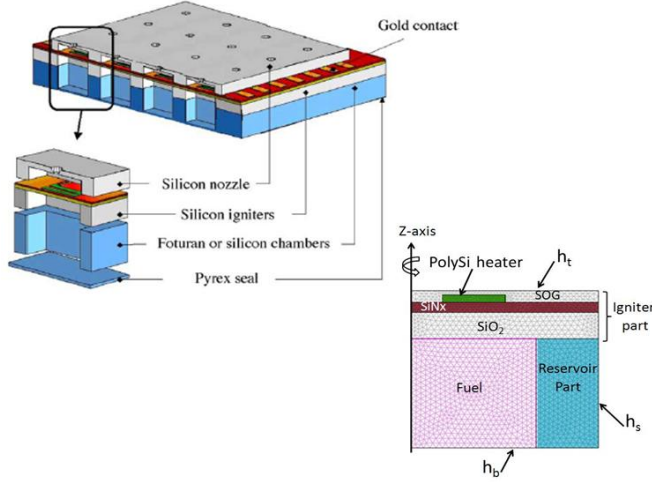 Gold contact
Silicon nozzle
Silicon igniters
Foturan or silicon chambers
Pyrex seal
Z-axis
PolySi heater
hₜ
SOG
SiNx
SiO₂
Igniter
part
Fuel
Reservoir
Part
hₛ
h_b